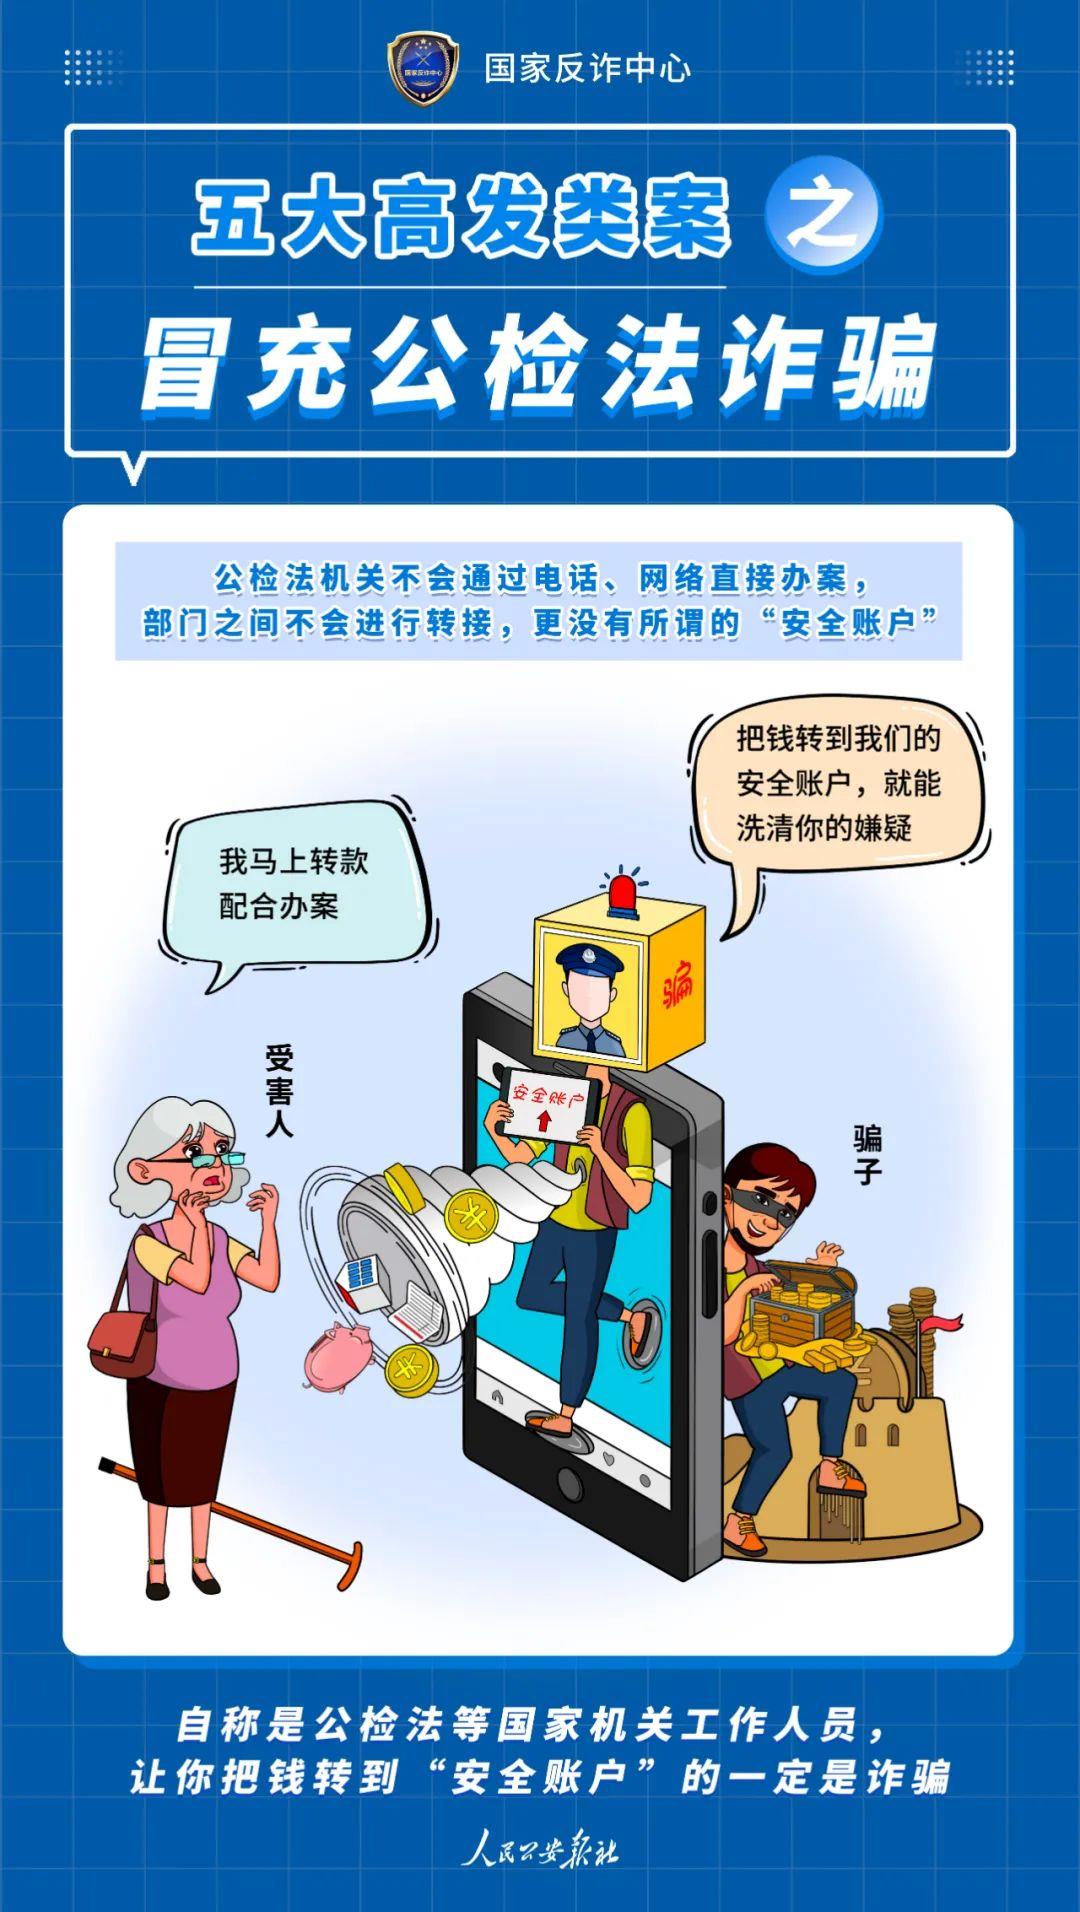 国家反诈中心
国家反诈中心
五大高发类案之
冒充公检法诈骗
公检法机关不会通过电话、网络直接办案，
部门之间不会进行转接，更没有所谓的“安全账户”
把钱转到我们的
安全账户，就能
洗清你的嫌疑
我马上转款
配合办案
骗
安全账户
受害人
骗子
自称是公检法等国家机关工作人员，
让你把钱转到“安全账户”的一定是诈骗
人民公安报社